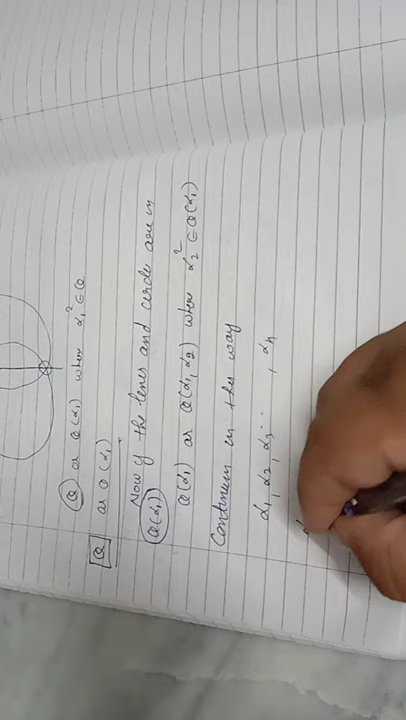 Q or Q(α₁) where α₁² ∈ Q
Q or Q(α₁)
Now if the lines and circle are in
Q(α₁)
Q(α₁) or Q(α₁, α₂) where α₂² ∈ Q(α₁)
Continuen in this way
α₁, α₂, α₃ ... , αₙ